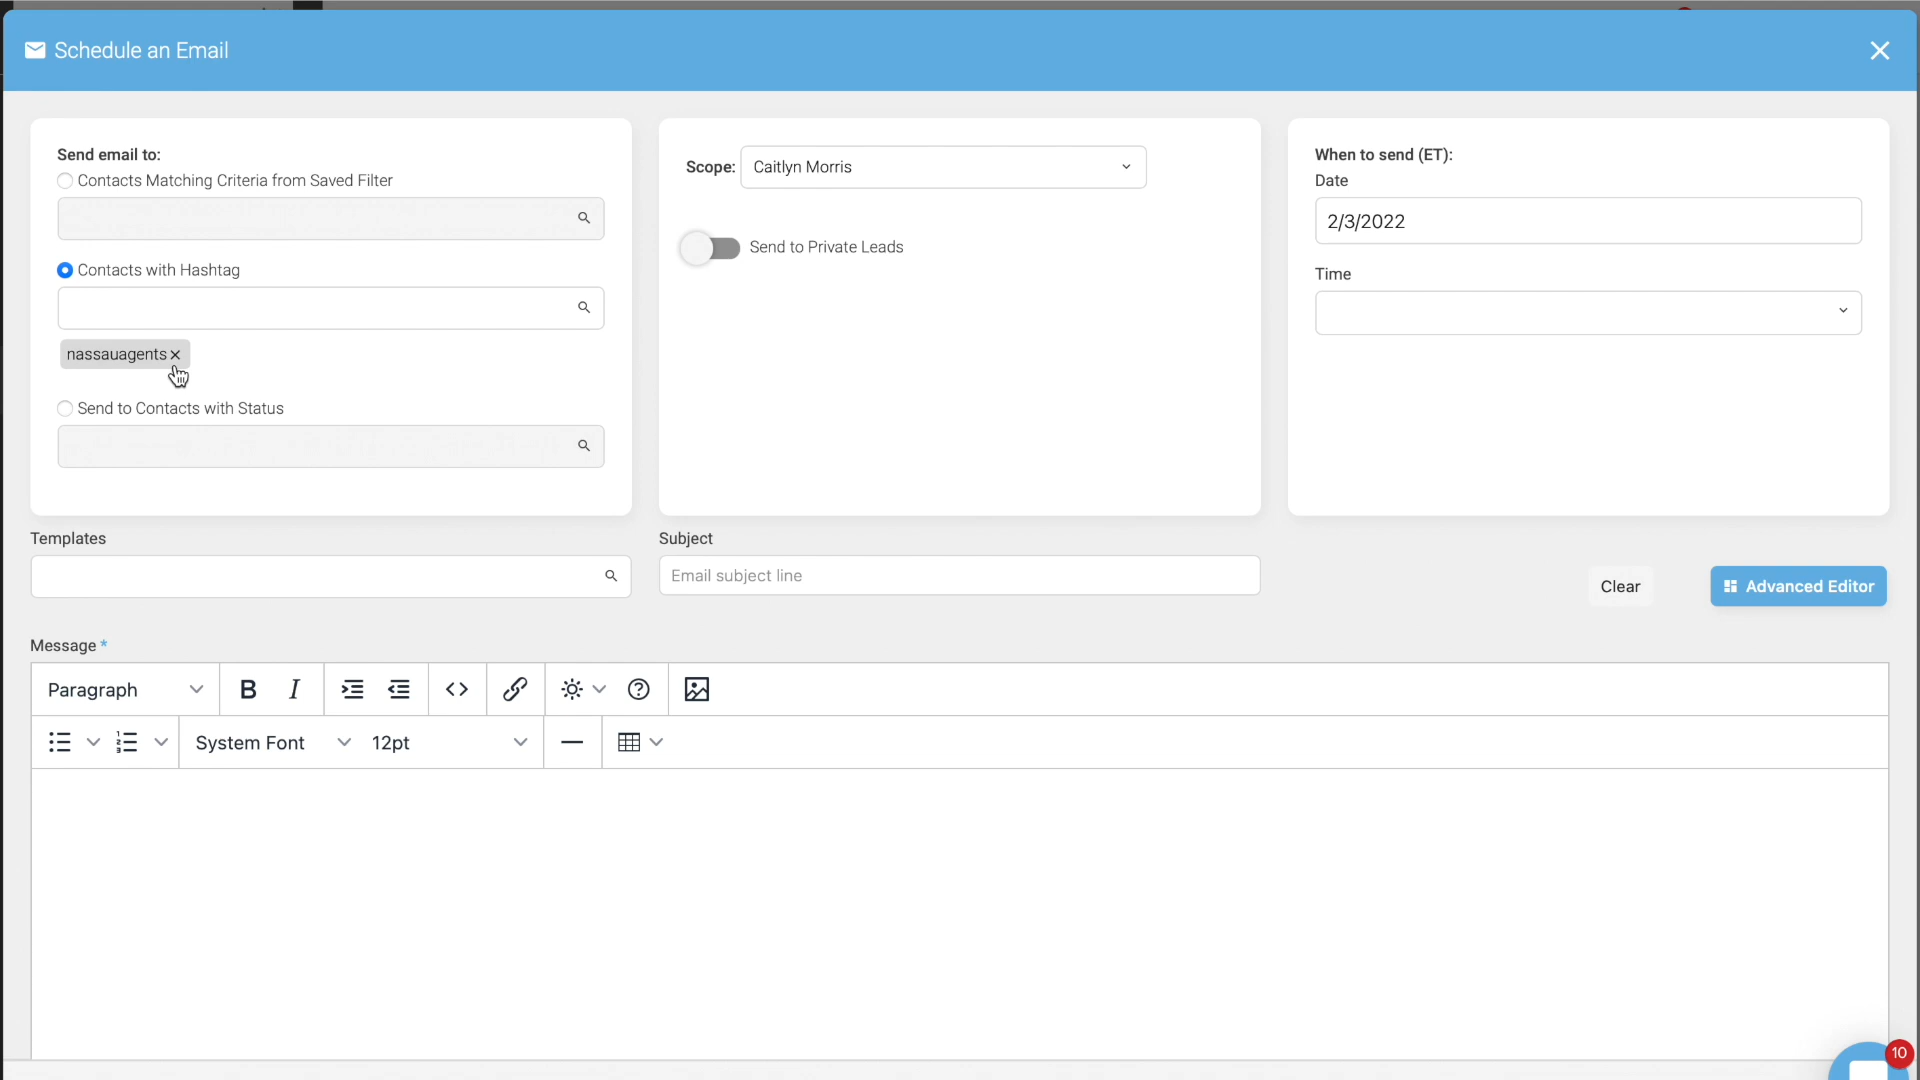 Schedule an Email
Send email to:
Contacts Matching Criteria from Saved Filter
Contacts with Hashtag
nassauagents
Send to Contacts with Status
Scope: Caitlyn Morris
Send to Private Leads
When to send (ET):
Date
2/3/2022
Time
Templates
Subject
Email subject line
Clear
Advanced Editor
Message *
Paragraph
B I
System Font
12pt
10